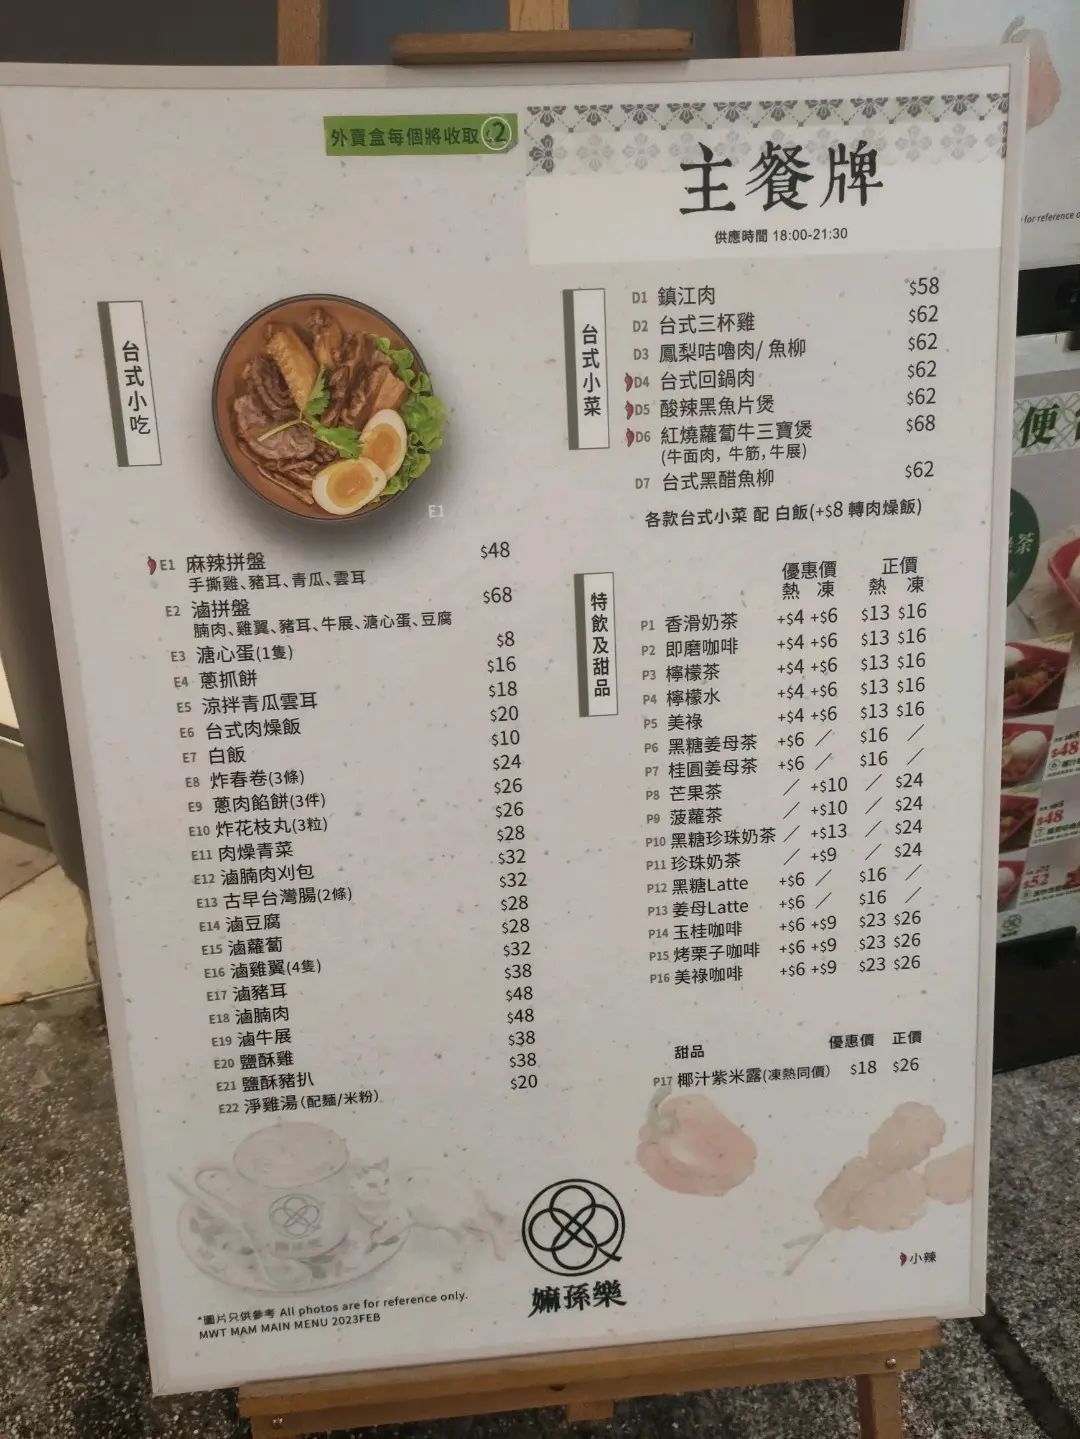 外賣盒每個將收取$2
主餐牌
供應時間 18:00-21:30
台式小吃
E1
E1 麻辣拼盤 $48
手撕雞、豬耳、青瓜、雲耳
E2 滷拼盤 $68
腩肉、雞翼、豬耳、牛展、溏心蛋、豆腐
E3 溏心蛋(1隻) $8
E4 蔥抓餅 $16
E5 涼拌青瓜雲耳 $18
E6 台式肉燥飯 $20
E7 白飯 $10
E8 炸春卷(3條) $24
E9 蔥肉餡餅(3件) $26
E10 炸花枝丸(3粒) $26
E11 肉燥青菜 $28
E12 滷腩肉刈包 $32
E13 古早台灣腸(2條) $32
E14 滷豆腐 $28
E15 滷蘿蔔 $28
E16 滷雞翼(4隻) $32
E17 滷豬耳 $38
E18 滷腩肉 $48
E19 滷牛展 $48
E20 鹽酥雞 $38
E21 鹽酥豬扒 $38
E22 淨雞湯(配麵/米粉) $20
台式小菜
D1 鎮江肉 $58
D2 台式三杯雞 $62
D3 鳳梨咕嚕肉/ 魚柳 $62
D4 台式回鍋肉 $62
D5 酸辣黑魚片煲 $62
D6 紅燒蘿蔔牛三寶煲 $68
(牛面肉, 牛筋, 牛展)
D7 台式黑醋魚柳 $62
各款台式小菜 配 白飯(+$8 轉肉燥飯)
特飲及甜品
優惠價 正價
熱 凍 熱 凍
P1 香滑奶茶 +$4 +$6 $13 $16
P2 即磨咖啡 +$4 +$6 $13 $16
P3 檸檬茶 +$4 +$6 $13 $16
P4 檸檬水 +$4 +$6 $13 $16
P5 美祿 +$4 +$6 $13 $16
P6 黑糖姜母茶 +$6 / $16 /
P7 桂圓姜母茶 +$6 / $16 /
P8 芒果茶 / +$10 / $24
P9 菠蘿茶 / +$10 / $24
P10 黑糖珍珠奶茶 / +$13 / $24
P11 珍珠奶茶 / +$9 / $24
P12 黑糖Latte +$6 / $16 /
P13 姜母Latte +$6 / $16 /
P14 玉桂咖啡 +$6 +$9 $23 $26
P15 烤栗子咖啡 +$6 +$9 $23 $26
P16 美祿咖啡 +$6 +$9 $23 $26
甜品 優惠價 正價
P17 椰汁紫米露(凍熱同價) $18 $26
小辣
嫲孫樂
*圖片只供參考 All photos are for reference only.
MWT MAM MAIN MENU 2023FEB
for reference
便
茶
$48
$48
$52